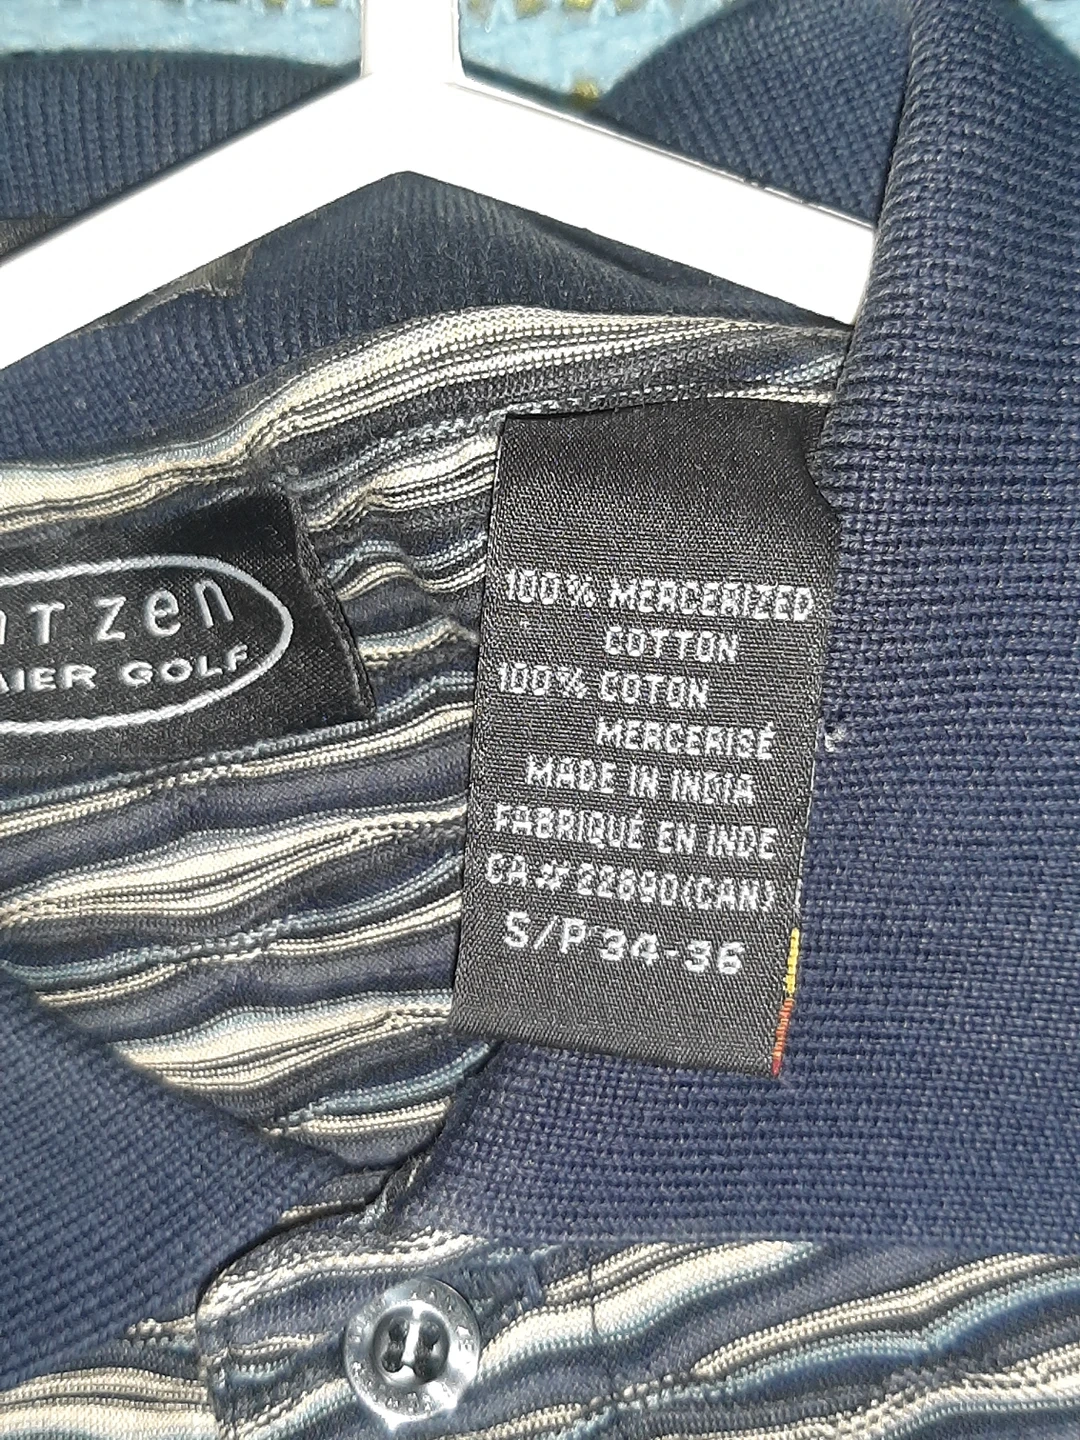 ntzen
AIER GOLF
100% MERCERIZED
COTTON
100% COTON
MERCERISÉ
MADE IN INDIA
FABRIQUÉ EN INDE
CA#22690(CAN)
S/P 34-36